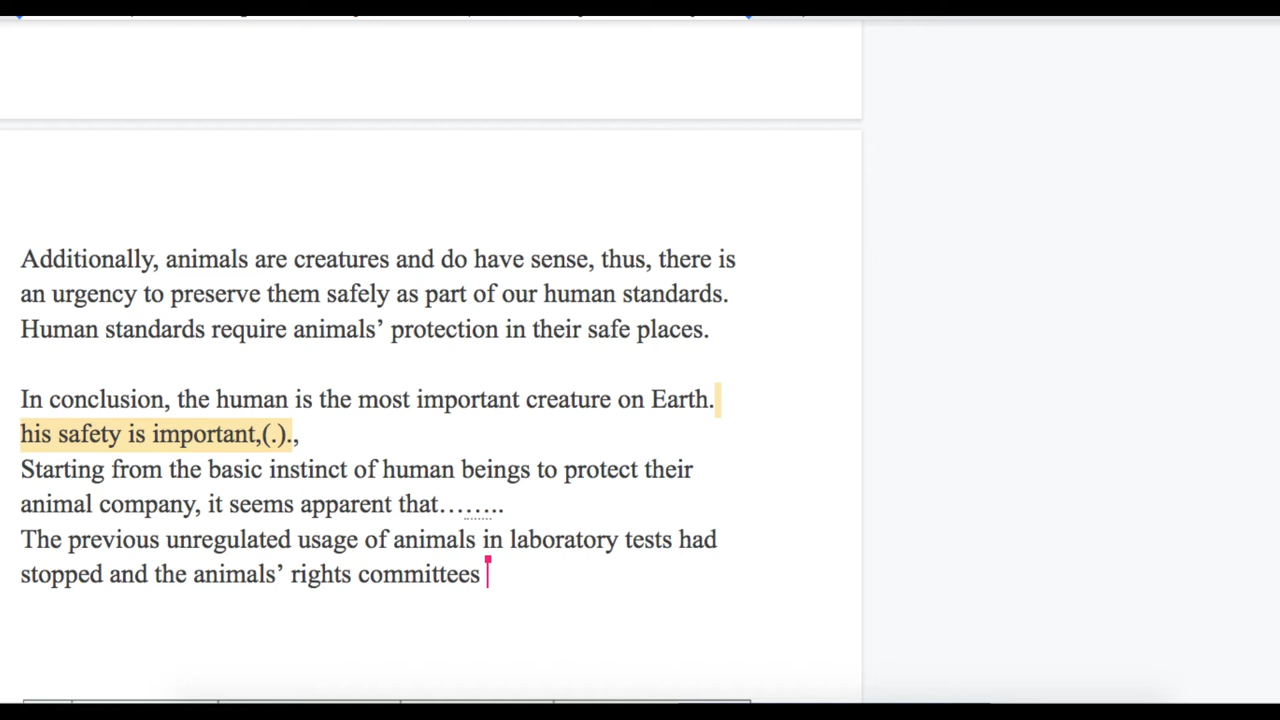 Additionally, animals are creatures and do have sense, thus, there is
an urgency to preserve them safely as part of our human standards.
Human standards require animals’ protection in their safe places.
In conclusion, the human is the most important creature on Earth.
his safety is important,(.).,
Starting from the basic instinct of human beings to protect their
animal company, it seems apparent that……..
The previous unregulated usage of animals in laboratory tests had
stopped and the animals’ rights committees